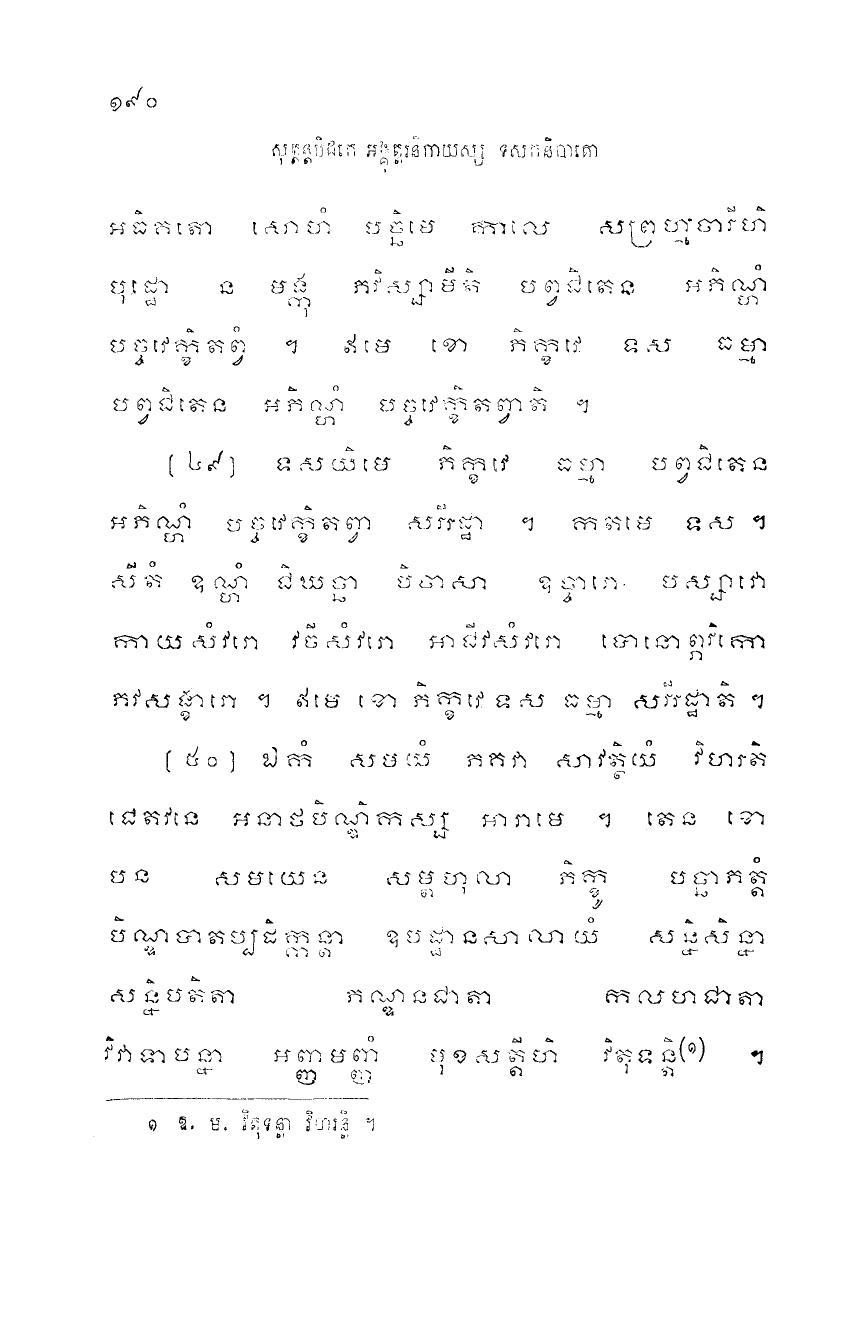 ១៩០
សុត្តន្តបិដកេ អង្គុត្តរនិកាយស្ស ទសកនិបាតោ
អធិគតោ សោហំ បច្ឆិមេ កាលេ សព្រហ្មចារីហិ
បុដ្ឋោ ន មង្កុ ភវិស្សាមីតិ បព្វជិតេន អភិណ្ហំ
បច្ចវេក្ខិតព្វំ ។ ឥមេ ខោ ភិក្ខវេ ទស ធម្មា
បព្វជិតេន អភិណ្ហំ បច្ចវេក្ខិតព្វាតិ ។
[៤៩] ទសយិមេ ភិក្ខវេ ធម្មា បព្វជិតេន
អភិណ្ហំ បច្ចវេក្ខិតព្វា សរីរដ្ឋា ។ កតមេ ទស ។
សីតំ ឧណ្ហំ ជិឃច្ឆា បិបាសា ឧច្ចារោ បស្សាវោ
កាយសំវរោ វចីសំវរោ អាជីវសំវរោ បោនោព្ភវិកោ
ភវសង្ខារោ ។ ឥមេ ខោ ភិក្ខវេ ទស ធម្មា សរីរដ្ឋាតិ ។
[៥០] ឯកំ សមយំ ភគវា សាវត្ថិយំ វិហរតិ
ជេតវនេ អនាថបិណ្ឌិកស្ស អារាមេ ។ តេន ខោ
បន សមយេន សម្ពហុលា ភិក្ខូ បច្ឆាភត្តំ
បិណ្ឌបាតប្បដិក្កន្តា ឧបដ្ឋានសាលាយំ សន្និសិន្នា
សន្និបតិតា ភណ្ឌនជាតា កលហជាតា
វិវាទាបន្នា អញ្ញមញ្ញំ មុខសត្តីហិ វិតុទន្តិ(១) ។
១ ឱ. ម. វិតុទន្តា វិហរន្តិ ។